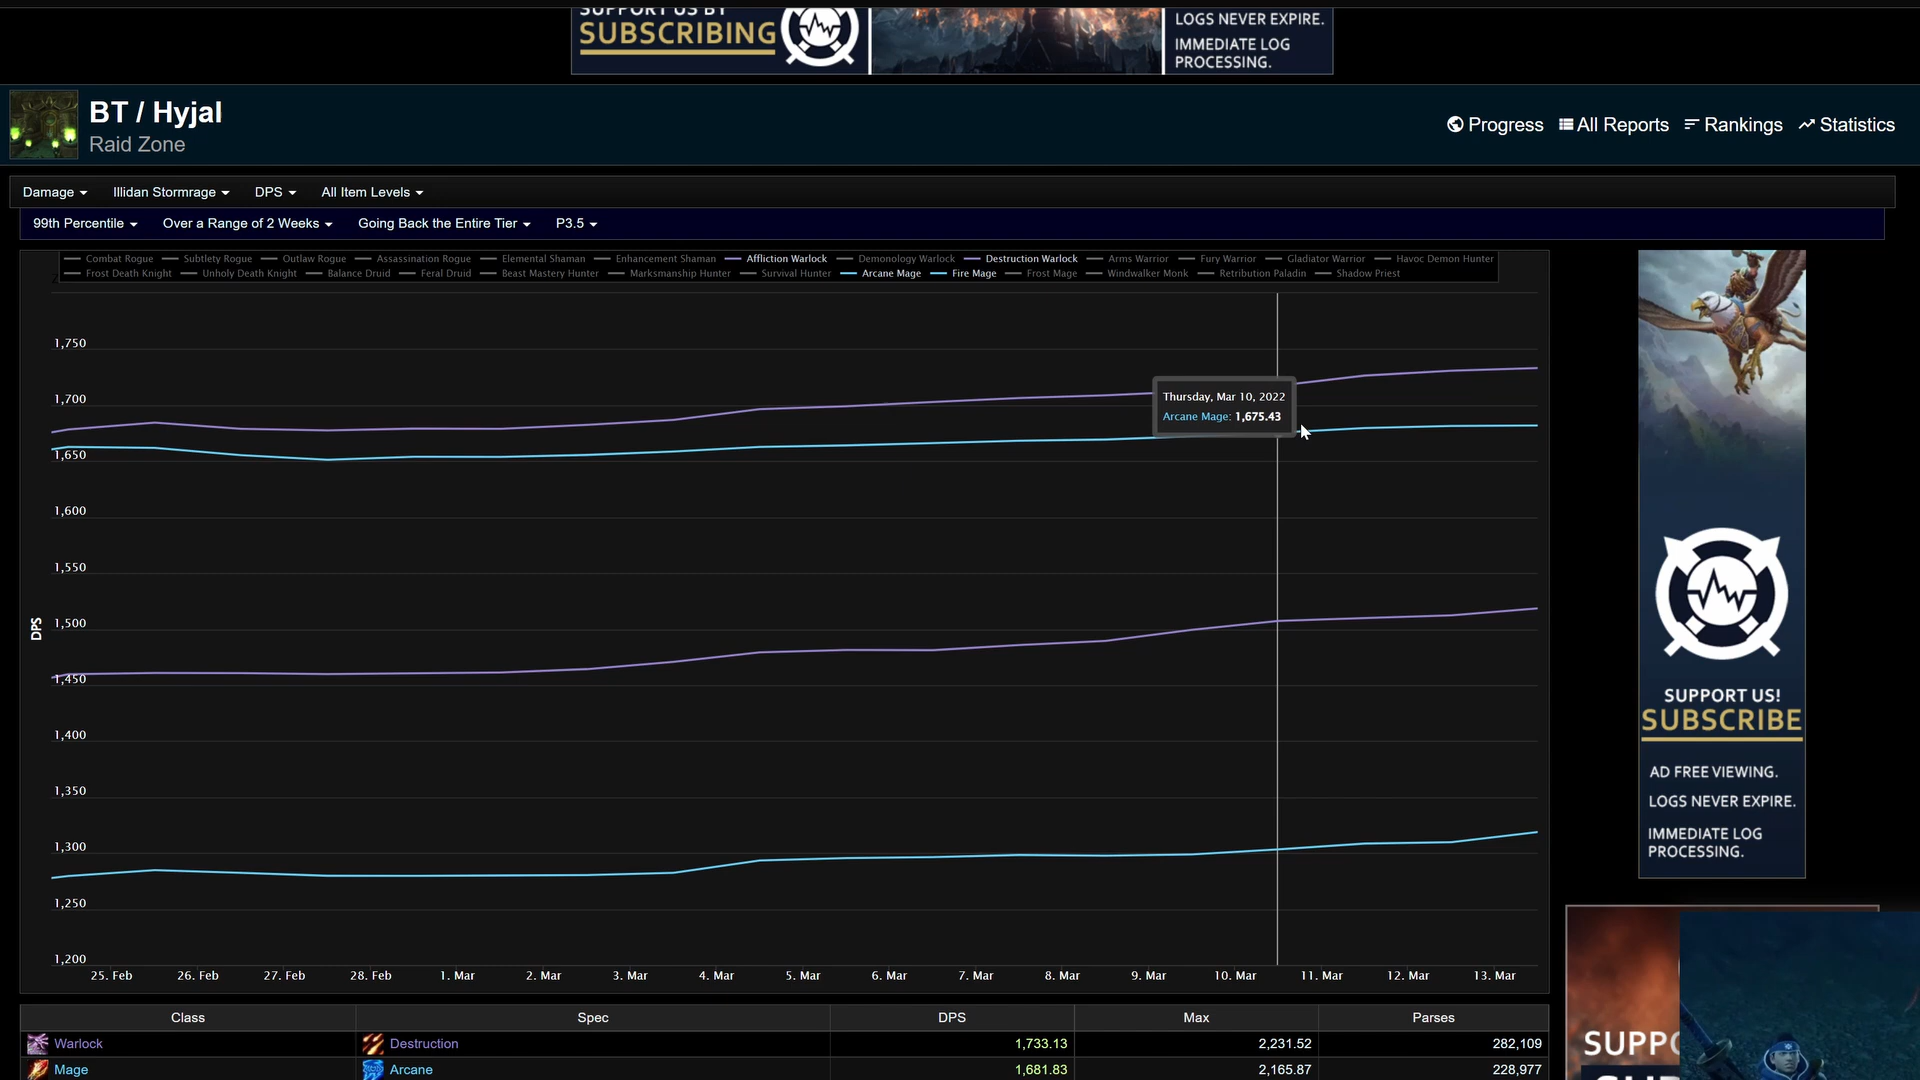 SUPPORT US BY
SUBSCRIBING
LOGS NEVER EXPIRE.
IMMEDIATE LOG
PROCESSING.
BT / Hyjal
Raid Zone
Progress All Reports Rankings Statistics
Damage Illidan Stormrage DPS All Item Levels
99th Percentile Over a Range of 2 Weeks Going Back the Entire Tier P3.5
Combat Rogue Subtlety Rogue Outlaw Rogue Assassination Rogue Elemental Shaman Enhancement Shaman Affliction Warlock Demonology Warlock Destruction Warlock Arms Warrior Fury Warrior Gladiator Warrior Havoc Demon Hunter
Frost Death Knight Unholy Death Knight Balance Druid Feral Druid Beast Mastery Hunter Marksmanship Hunter Survival Hunter Arcane Mage Fire Mage Frost Mage Windwalker Monk Retribution Paladin Shadow Priest
1,750
1,700
1,650
1,600
1,550
1,500
1,450
1,400
1,350
1,300
1,250
1,200
DPS
Thursday, Mar 10, 2022
Arcane Mage: 1,675.43
25. Feb 26. Feb 27. Feb 28. Feb 1. Mar 2. Mar 3. Mar 4. Mar 5. Mar 6. Mar 7. Mar 8. Mar 9. Mar 10. Mar 11. Mar 12. Mar 13. Mar
Class Spec DPS Max Parses
Warlock Destruction 1,733.13 2,231.52 282,109
Mage Arcane 1,681.83 2,165.87 228,977
SUPPORT US!
SUBSCRIBE
AD FREE VIEWING.
LOGS NEVER EXPIRE.
IMMEDIATE LOG
PROCESSING.